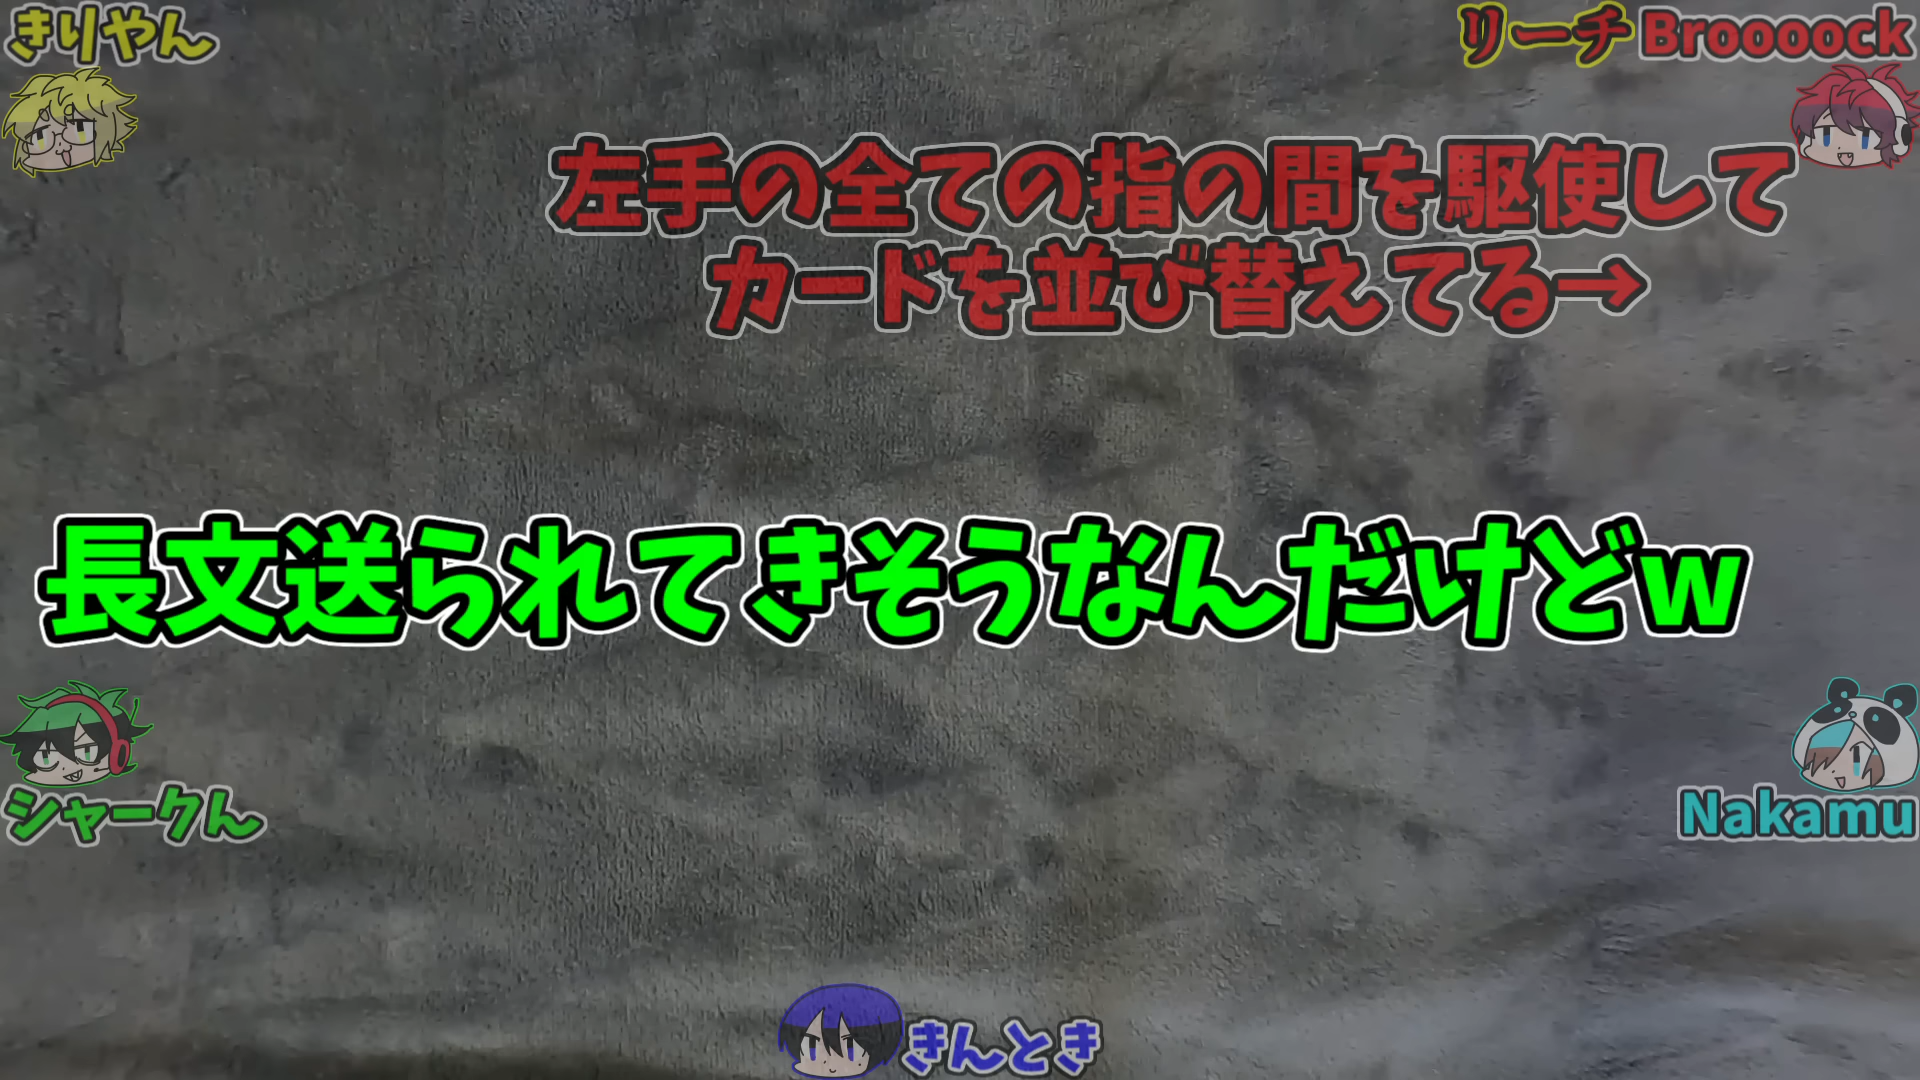 きりやん
リーチ Broooock
左手の全ての指の間を駆使して
カードを並び替えてる→
長文送られてきそうなんだけどw
シャークん
Nakamu
きんとき